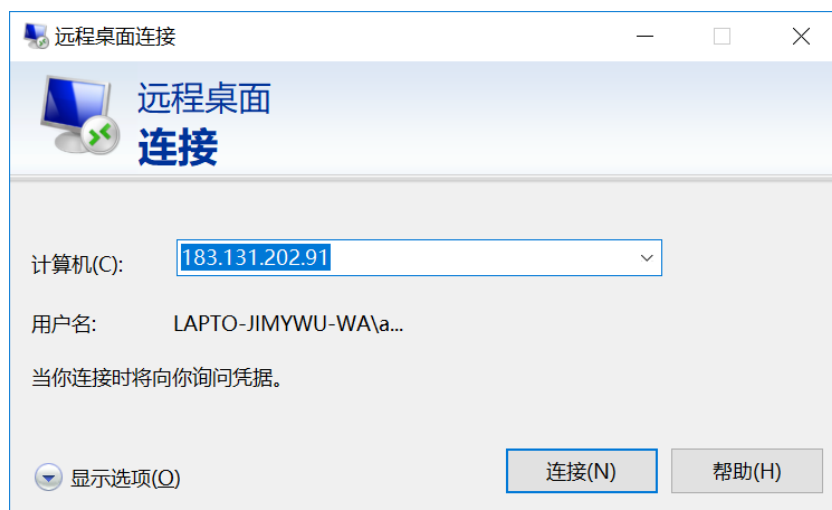 远程桌面连接
远程桌面
连接
计算机(C): 183.131.202.91
用户名: LAPTO-JIMYWU-WA\a...
当你连接时将向你询问凭据。
显示选项(O) 连接(N) 帮助(H)